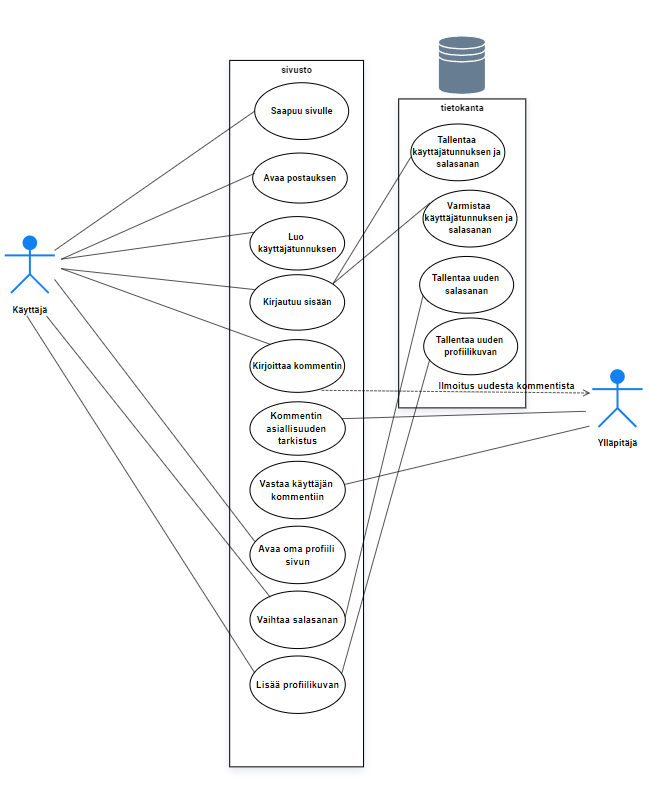 sivusto
Saapuu sivulle
Avaa postauksen
Luo
käyttäjätunnuksen
Kirjautuu sisään
Kirjoittaa kommentin
Kommentin
asiallisuuden
tarkistus
Vastaa käyttäjän
kommentiin
Avaa oma profiili
sivun
Vaihtaa salasanan
Lisää profiilikuvan
tietokanta
Tallentaa
käyttäjätunnuksen ja
salasanan
Varmistaa
käyttäjätunnuksen ja
salasanan
Tallentaa uuden
salasanan
Tallentaa uuden
profiilikuvan
Ilmoitus uudesta kommentista
Käyttäjä
Ylläpitäjä